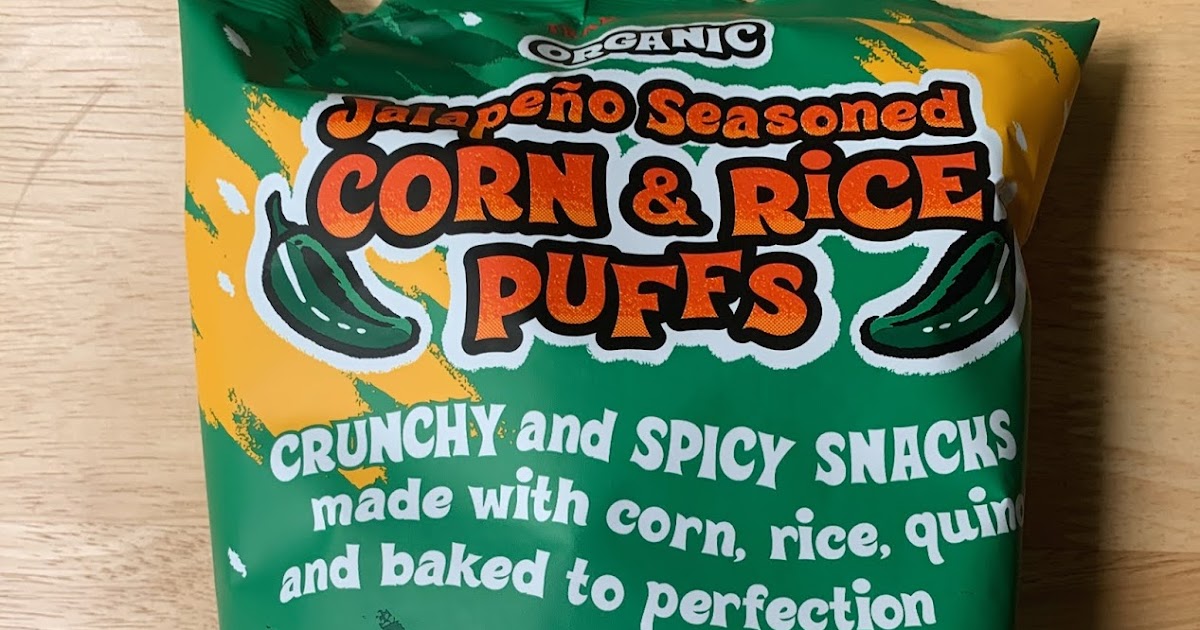 ORGANIC
Jalapeño Seasoned
CORN & RiCE
PUFFS
CRUNCHY and SPICY SNACKS
made with corn, rice,
and baked to perfection